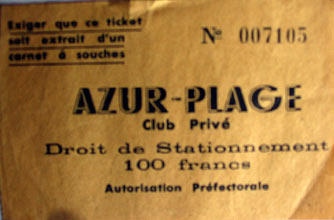 Exiger que ce ticket
soit extrait d'un
carnet à souches
Nº 007105
AZUR-PLAGE
Club Privé
Droit de Stationnement
100 francs
Autorisation Préfectorale